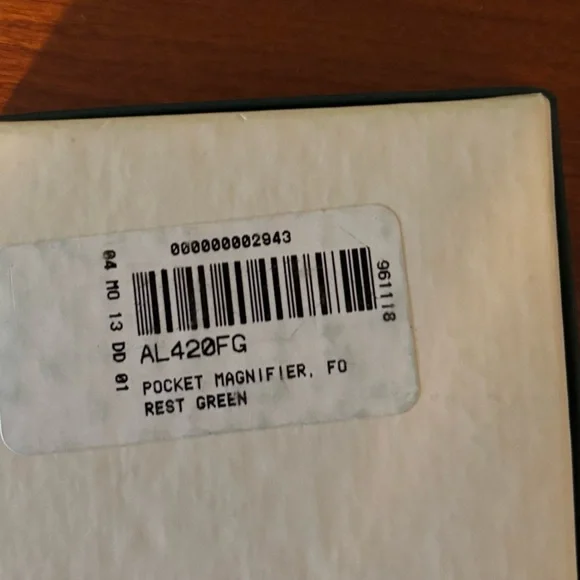 000000002943
04 MO 13 DD 01
961118
AL420FG
POCKET MAGNIFIER, FO
REST GREEN